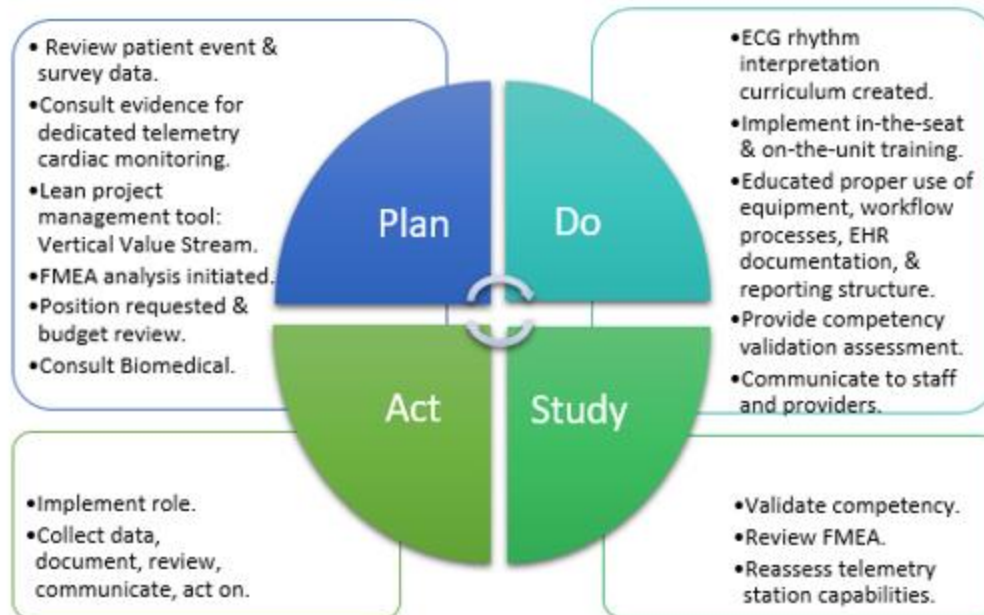 • Review patient event &
survey data.
•Consult evidence for
dedicated telemetry
cardiac monitoring.
•Lean project
management tool:
Vertical Value Stream.
•FMEA analysis initiated.
•Position requested &
budget review.
•Consult Biomedical.
Plan
Do
•ECG rhythm
interpretation
curriculum created.
•Implement in-the-seat
& on-the-unit training.
•Educated proper use of
equipment, workflow
processes, EHR
documentation, &
reporting structure.
•Provide competency
validation assessment.
•Communicate to staff
and providers.
Act
Study
•Implement role.
•Collect data,
document, review,
communicate, act on.
•Validate competency.
•Review FMEA.
•Reassess telemetry
station capabilities.